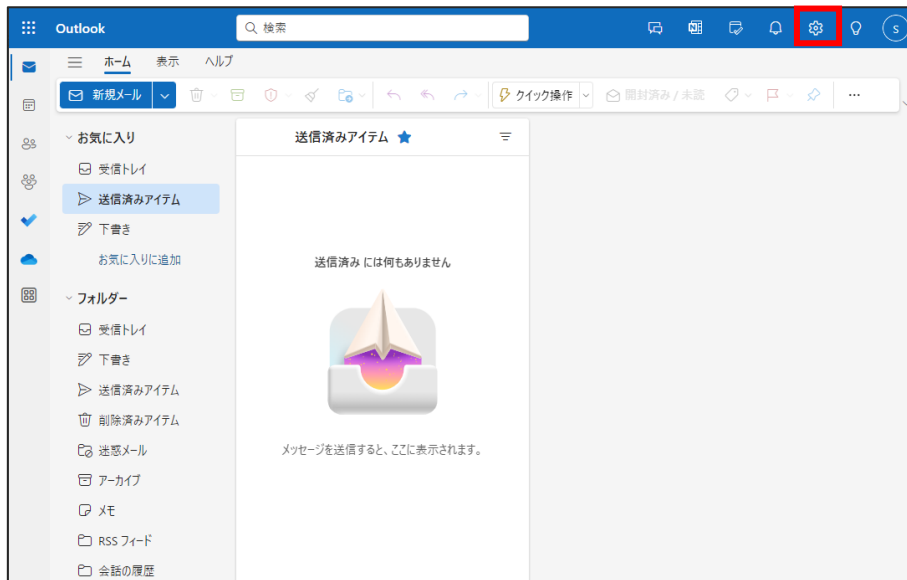 Outlook
検索
S
ホーム 表示 ヘルプ
新規メール
クイック操作
開封済み / 未読
お気に入り
受信トレイ
送信済みアイテム
下書き
お気に入りに追加
フォルダー
受信トレイ
下書き
送信済みアイテム
削除済みアイテム
迷惑メール
アーカイブ
メモ
RSS フィード
会話の履歴
送信済みアイテム
送信済み には何もありません
メッセージを送信すると、ここに表示されます。